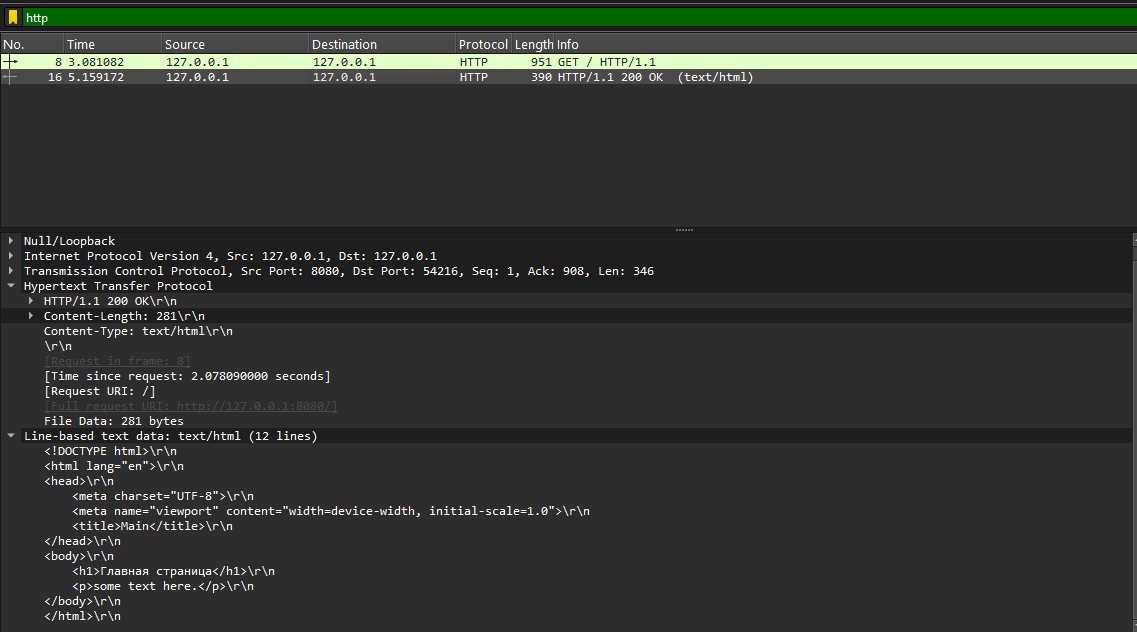 http
No. Time Source Destination Protocol Length Info
8 3.081082 127.0.0.1 127.0.0.1 HTTP 951 GET / HTTP/1.1
16 5.159172 127.0.0.1 127.0.0.1 HTTP 390 HTTP/1.1 200 OK  (text/html)
Null/Loopback
Internet Protocol Version 4, Src: 127.0.0.1, Dst: 127.0.0.1
Transmission Control Protocol, Src Port: 8080, Dst Port: 54216, Seq: 1, Ack: 908, Len: 346
Hypertext Transfer Protocol
HTTP/1.1 200 OK\r\n
Content-Length: 281\r\n
Content-Type: text/html\r\n
\r\n
[Request in frame: 8]
[Time since request: 2.078090000 seconds]
[Request URI: /]
[Full request URI: http://127.0.0.1:8080/]
File Data: 281 bytes
Line-based text data: text/html (12 lines)
<!DOCTYPE html>\r\n
<html lang="en">\r\n
<head>\r\n
    <meta charset="UTF-8">\r\n
    <meta name="viewport" content="width=device-width, initial-scale=1.0">\r\n
    <title>Main</title>\r\n
</head>\r\n
<body>\r\n
    <h1>Главная страница</h1>\r\n
    <p>some text here.</p>\r\n
</body>\r\n
</html>\r\n